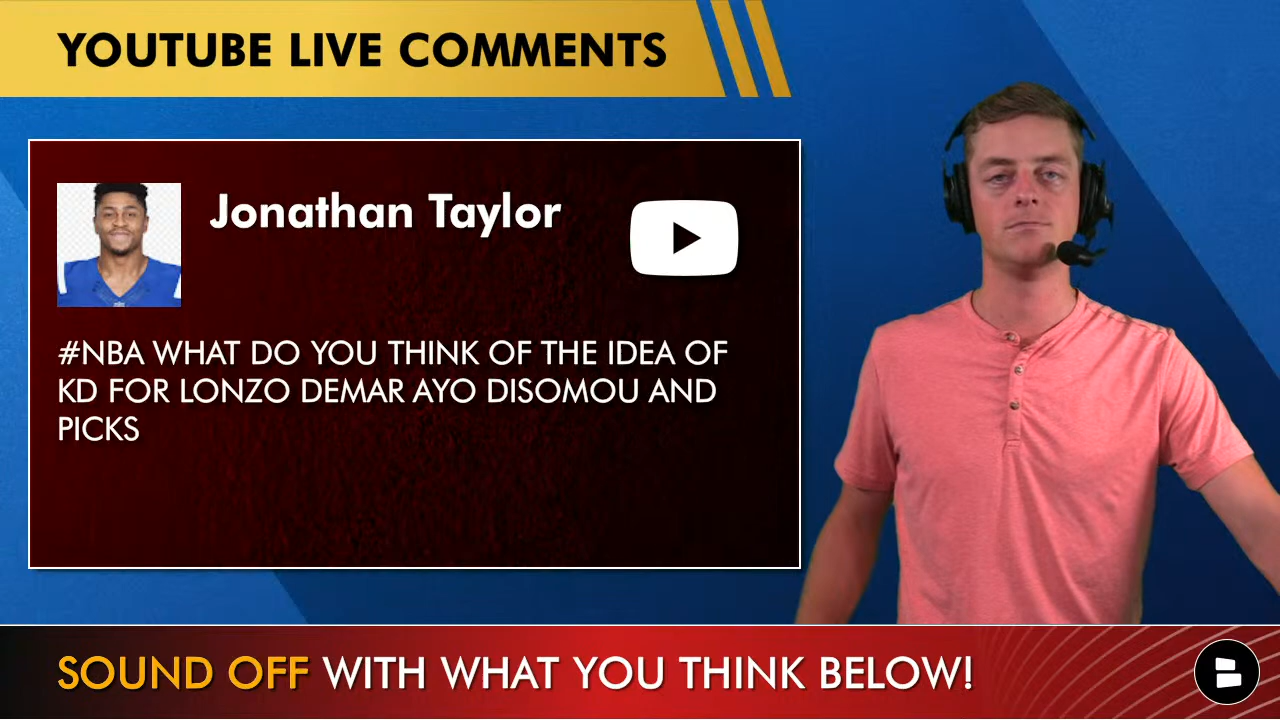 YOUTUBE LIVE COMMENTS
Jonathan Taylor
#NBA WHAT DO YOU THINK OF THE IDEA OF
KD FOR LONZO DEMAR AYO DISOMOU AND
PICKS
SOUND OFF WITH WHAT YOU THINK BELOW!